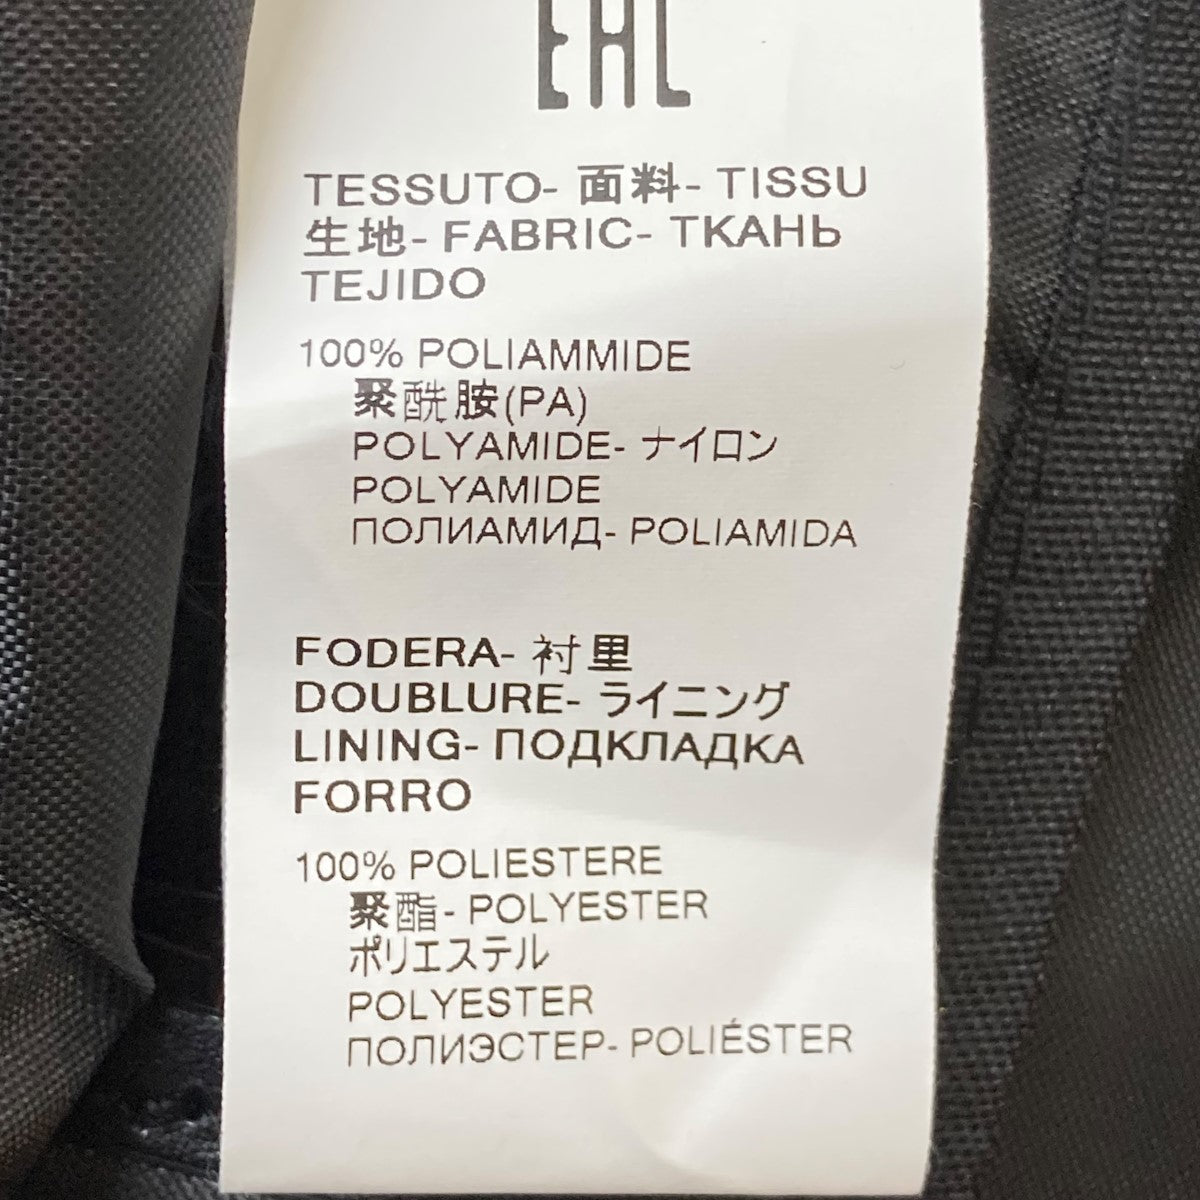 EAC
TESSUTO- 面料- TISSU
生地- FABRIC- ТКАНЬ
TEJIDO
100% POLIAMMIDE
聚酰胺(PA)
POLYAMIDE- ナイロン
POLYAMIDE
ПОЛИАМИД- POLIAMIDA
FODERA- 衬里
DOUBLURE- ライニング
LINING- ПОДКЛАДКА
FORRO
100% POLIESTERE
聚酯- POLYESTER
ポリエステル
POLYESTER
ПОЛИЭСТЕР- POLIÉSTER